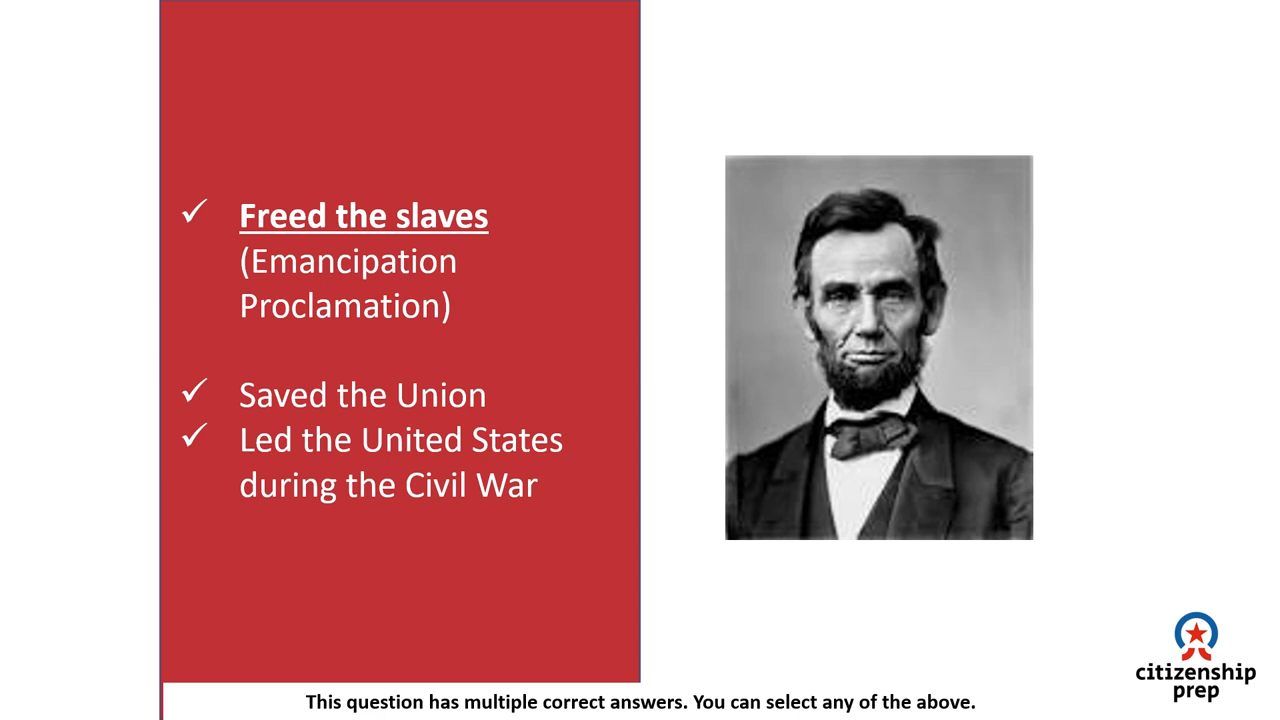 Freed the slaves
(Emancipation
Proclamation)
Saved the Union
Led the United States
during the Civil War
citizenship
prep
This question has multiple correct answers. You can select any of the above.